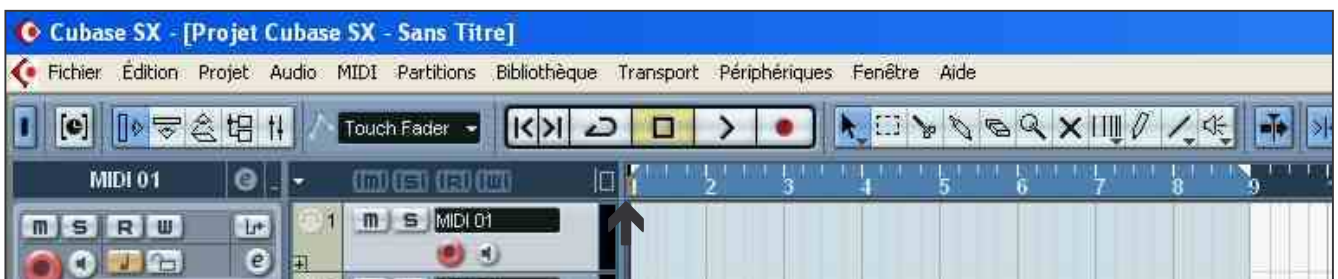 Cubase SX - [Projet Cubase SX - Sans Titre]
Fichier Édition Projet Audio MIDI Partitions Bibliothèque Transport Périphériques Fenêtre Aide
Touch Fader
MIDI 01 e m S R W 1 2 3 4 5 6 7 8 9
m S R W 1 m S MIDI 01
e